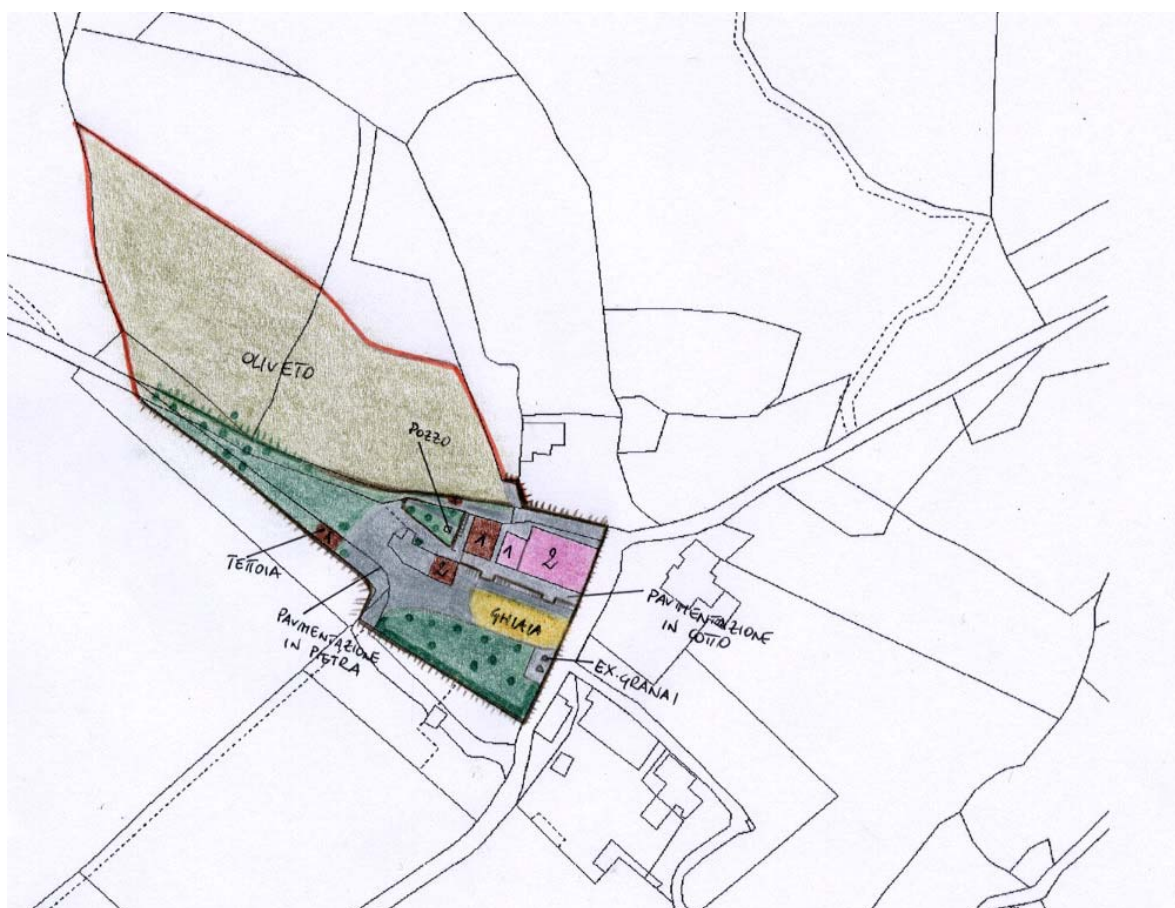 OLIVETO
POZZO
1
1
2
1
2
TETTOIA
GHIAIA
PAVIMENTAZIONE
IN COTTO
PAVIMENTAZIONE
IN PIETRA
EX-GRANAI